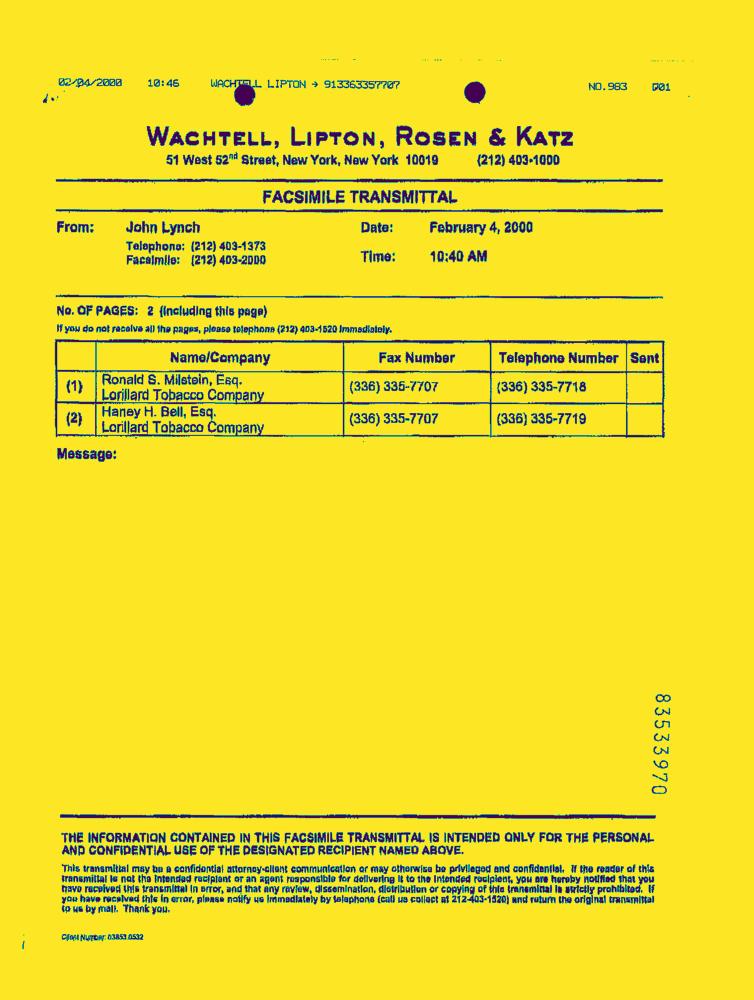 02/04/2000 10:46 WACHTELL LIPTON → 913363357707 NO.983 D01
WACHTELL, LIPTON, ROSEN & KATZ
51 West 52nd Street, New York, New York 10019 (212) 403-1000
FACSIMILE TRANSMITTAL
From: John Lynch Date: February 4, 2000
Telephone: (212) 403-1373
Facsimile: (212) 403-2000 Time: 10:40 AM
No. OF PAGES: 2 (including this page)
If you do not receive all the pages, please telephone (212) 403-1520 immediately.
Name/Company Fax Number Telephone Number Sent
(1) Ronald S. Milstein, Esq. (336) 335-7707 (336) 335-7718
Lorillard Tobacco Company
(2) Haney H. Bell, Esq. (336) 335-7707 (336) 335-7719
Lorillard Tobacco Company
Message:
83533970
THE INFORMATION CONTAINED IN THIS FACSIMILE TRANSMITTAL IS INTENDED ONLY FOR THE PERSONAL
AND CONFIDENTIAL USE OF THE DESIGNATED RECIPIENT NAMED ABOVE.
This transmittal may be a confidential attorney-client communication or may otherwise be privileged and confidential. If the reader of this
transmittal is not the intended recipient or an agent responsible for delivering it to the intended recipient, you are hereby notified that you
have received this transmittal in error, and that any review, dissemination, distribution or copying of this transmittal is strictly prohibited. If
you have received this in error, please notify us immediately by telephone (call us collect at 212-403-1520) and return the original transmittal
to us by mail. Thank you.
Client Number: 03853.0532